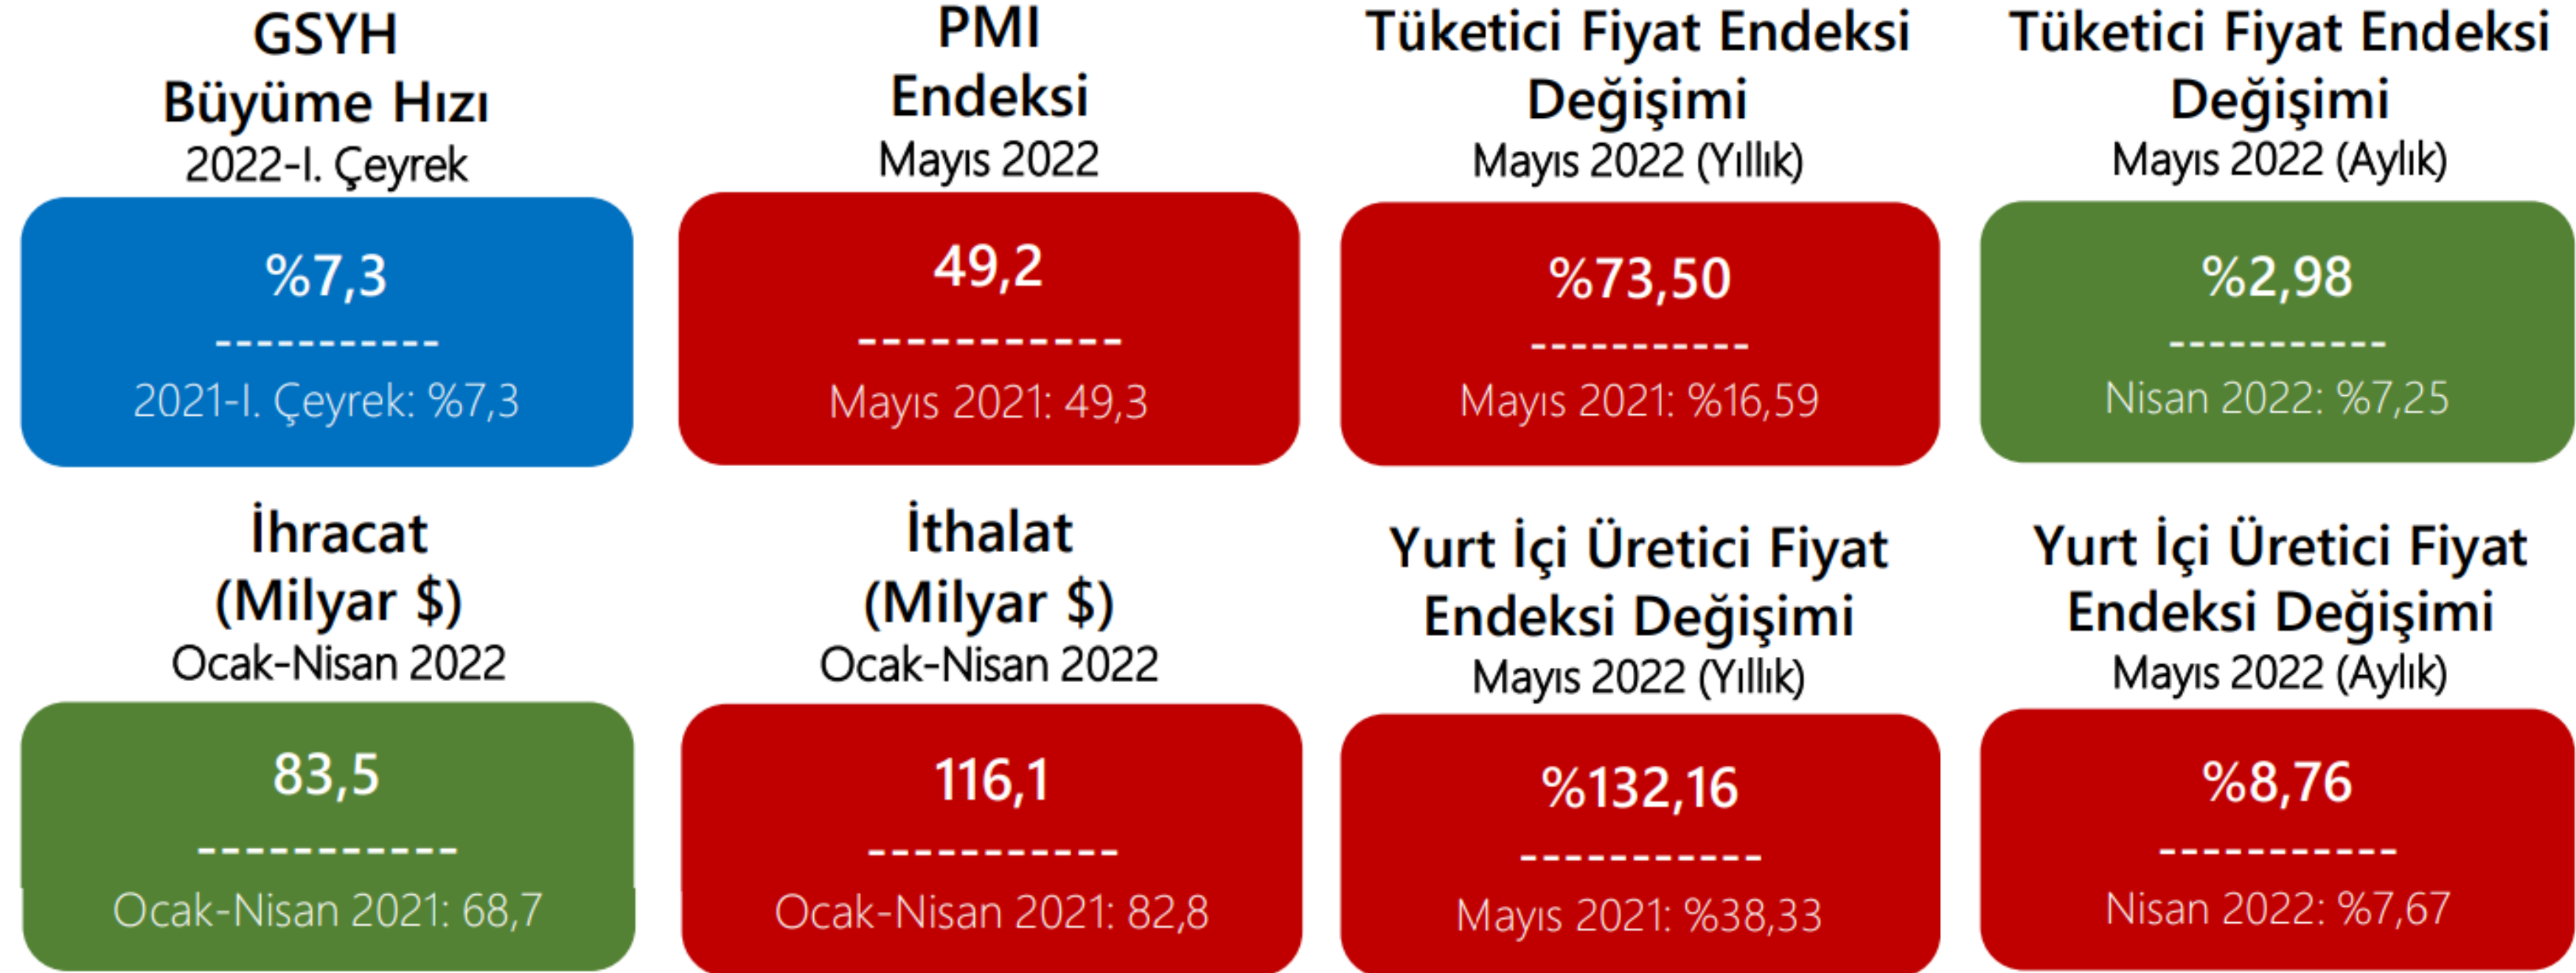 GSYH
Büyüme Hızı
2022-I. Çeyrek
%7,3
-----------
2021-I. Çeyrek: %7,3
PMI
Endeksi
Mayıs 2022
49,2
-----------
Mayıs 2021: 49,3
Tüketici Fiyat Endeksi
Değişimi
Mayıs 2022 (Yıllık)
%73,50
-----------
Mayıs 2021: %16,59
Tüketici Fiyat Endeksi
Değişimi
Mayıs 2022 (Aylık)
%2,98
-----------
Nisan 2022: %7,25
İhracat
(Milyar $)
Ocak-Nisan 2022
83,5
-----------
Ocak-Nisan 2021: 68,7
İthalat
(Milyar $)
Ocak-Nisan 2022
116,1
-----------
Ocak-Nisan 2021: 82,8
Yurt İçi Üretici Fiyat
Endeksi Değişimi
Mayıs 2022 (Yıllık)
%132,16
-----------
Mayıs 2021: %38,33
Yurt İçi Üretici Fiyat
Endeksi Değişimi
Mayıs 2022 (Aylık)
%8,76
-----------
Nisan 2022: %7,67